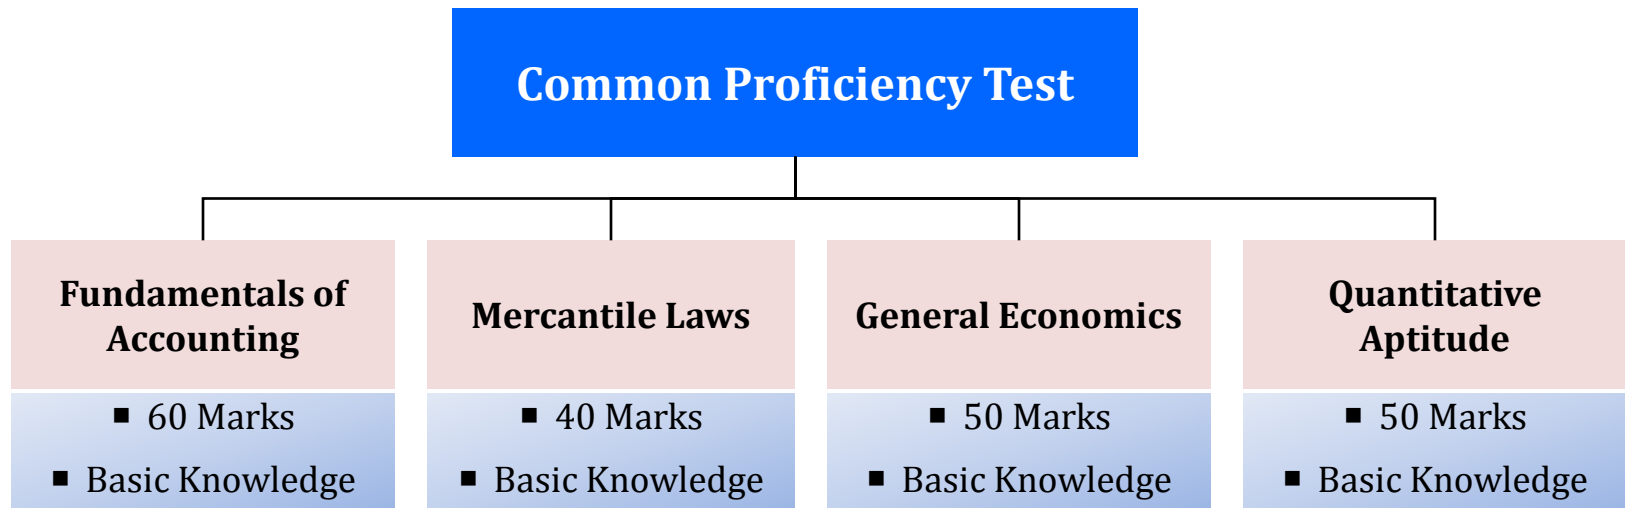 Common Proficiency Test
Fundamentals of
Accounting
▪ 60 Marks
▪ Basic Knowledge
Mercantile Laws
▪ 40 Marks
▪ Basic Knowledge
General Economics
▪ 50 Marks
▪ Basic Knowledge
Quantitative
Aptitude
▪ 50 Marks
▪ Basic Knowledge